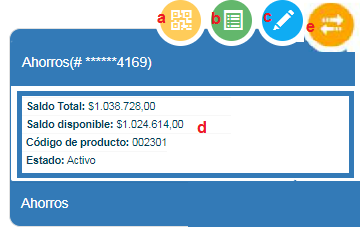 a b c e
Ahorros(# ******4169)
Saldo Total: $1.038.728,00
Saldo disponible: $1.024.614,00 d
Código de producto: 002301
Estado: Activo
Ahorros